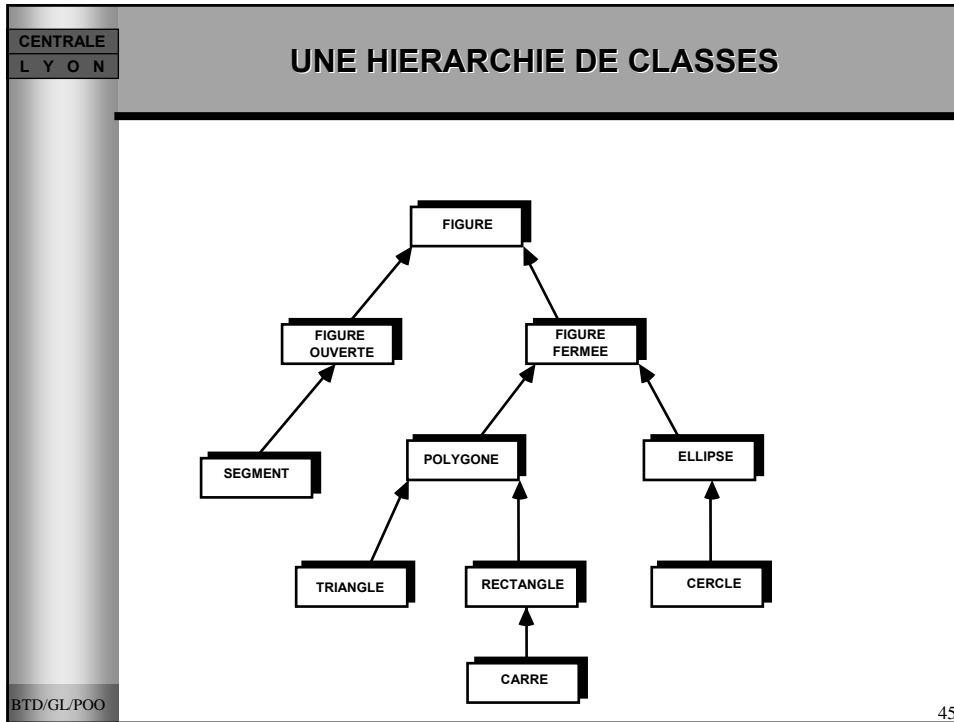 CENTRALE
L Y O N
UNE HIERARCHIE DE CLASSES
FIGURE
FIGURE
OUVERTE
FIGURE
FERMEE
SEGMENT
POLYGONE
ELLIPSE
TRIANGLE
RECTANGLE
CERCLE
CARRE
BTD/GL/POO
45